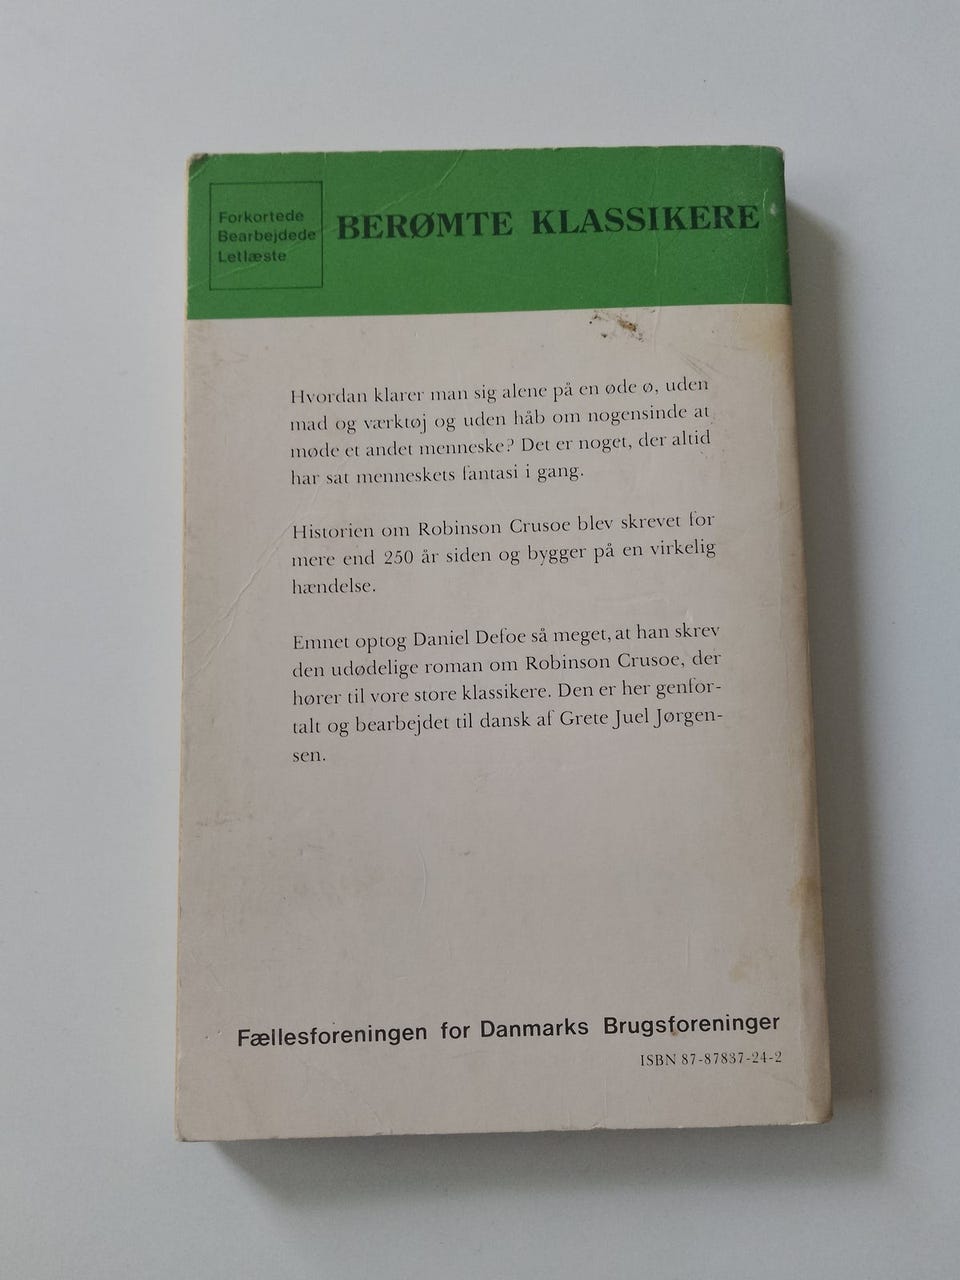 Forkortede
Bearbejdede
Letlæste
BERØMTE KLASSIKERE
Hvordan klarer man sig alene på en øde ø, uden
mad og værktøj og uden håb om nogensinde at
møde et andet menneske? Det er noget, der altid
har sat menneskets fantasi i gang.
Historien om Robinson Crusoe blev skrevet for
mere end 250 år siden og bygger på en virkelig
hændelse.
Emnet optog Daniel Defoe så meget, at han skrev
den udødelige roman om Robinson Crusoe, der
hører til vore store klassikere. Den er her genfor-
talt og bearbejdet til dansk af Grete Juel Jørgen-
sen.
Fællesforeningen for Danmarks Brugsforeninger
ISBN 87-87837-24-2